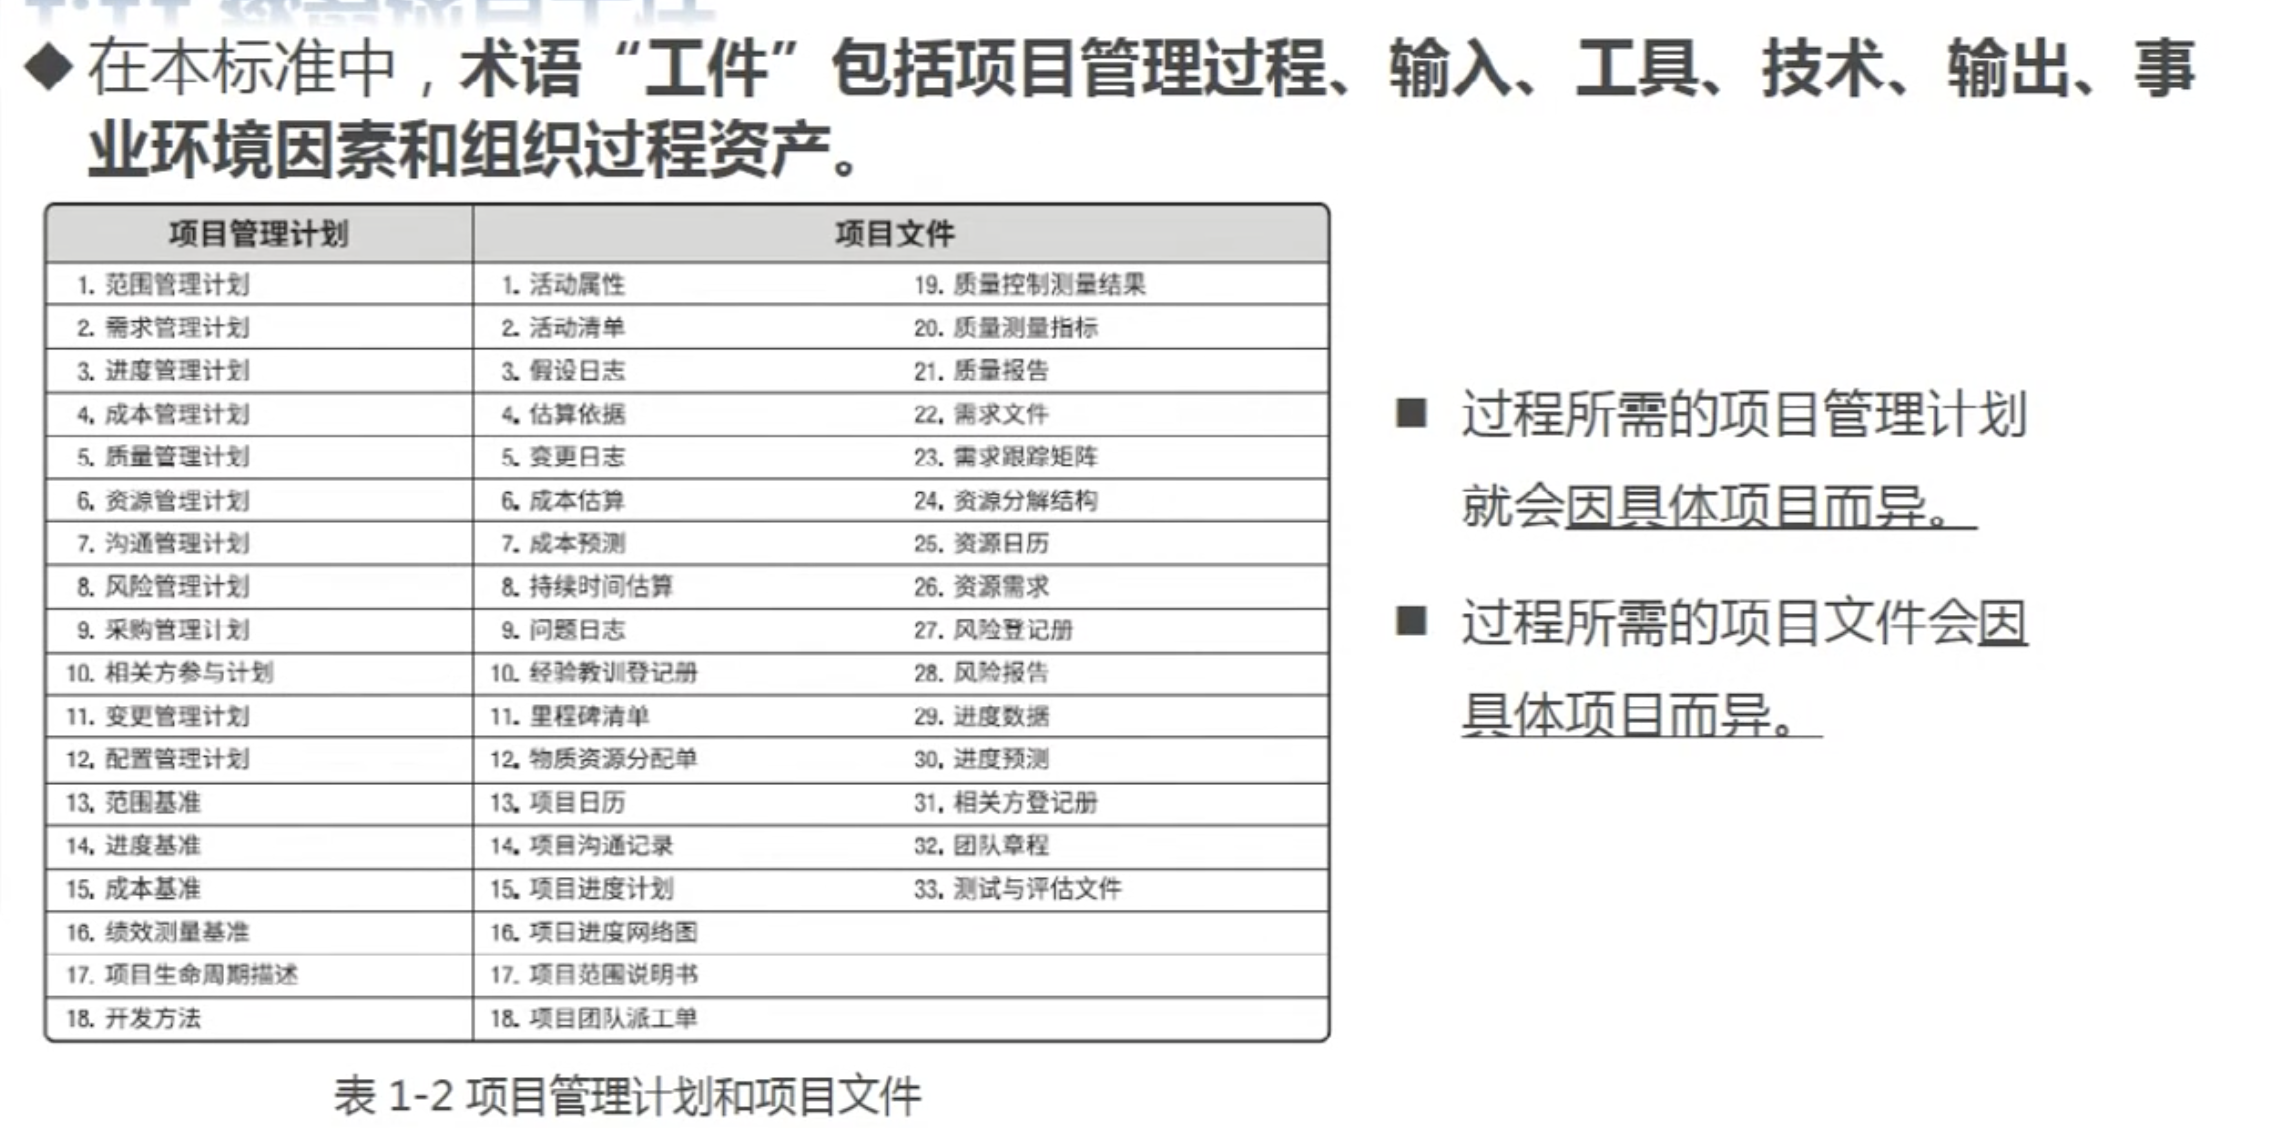 ◆在本标准中，术语“工件”包括项目管理过程、输入、工具、技术、输出、事
业环境因素和组织过程资产。
项目管理计划 项目文件
1. 范围管理计划 1. 活动属性 19. 质量控制测量结果
2. 需求管理计划 2. 活动清单 20. 质量测量指标
3. 进度管理计划 3. 假设日志 21. 质量报告
4. 成本管理计划 4. 估算依据 22. 需求文件
5. 质量管理计划 5. 变更日志 23. 需求跟踪矩阵
6. 资源管理计划 6. 成本估算 24. 资源分解结构
7. 沟通管理计划 7. 成本预测 25. 资源日历
8. 风险管理计划 8. 持续时间估算 26. 资源需求
9. 采购管理计划 9. 问题日志 27. 风险登记册
10. 相关方参与计划 10. 经验教训登记册 28. 风险报告
11. 变更管理计划 11. 里程碑清单 29. 进度数据
12. 配置管理计划 12. 物质资源分配单 30. 进度预测
13. 范围基准 13. 项目日历 31. 相关方登记册
14. 进度基准 14. 项目沟通记录 32. 团队章程
15. 成本基准 15. 项目进度计划 33. 测试与评估文件
16. 绩效测量基准 16. 项目进度网络图
17. 项目生命周期描述 17. 项目范围说明书
18. 开发方法 18. 项目团队派工单
表 1-2 项目管理计划和项目文件
■ 过程所需的项目管理计划
就会因具体项目而异。
■ 过程所需的项目文件会因
具体项目而异。